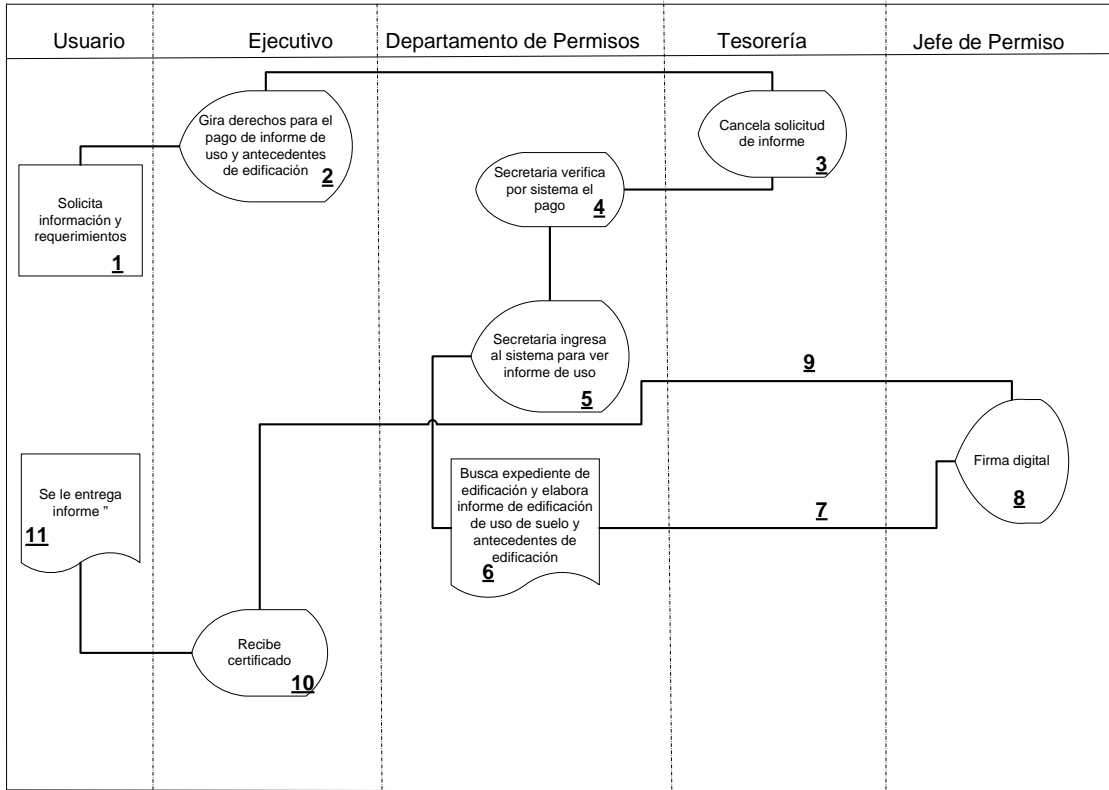 Usuario
Ejecutivo
Departamento de Permisos
Tesorería
Jefe de Permiso
Solicita
información y
requerimientos
1
Gira derechos para el
pago de informe de
uso y antecedentes
de edificación
2
Cancela solicitud
de informe
3
Secretaria verifica
por sistema el
pago
4
Secretaria ingresa
al sistema para ver
informe de uso
5
Busca expediente de
edificación y elabora
informe de edificación
de uso de suelo y
antecedentes de
edificación
6
7
Firma digital
8
9
Recibe
certificado
10
Se le entrega
informe ”
11